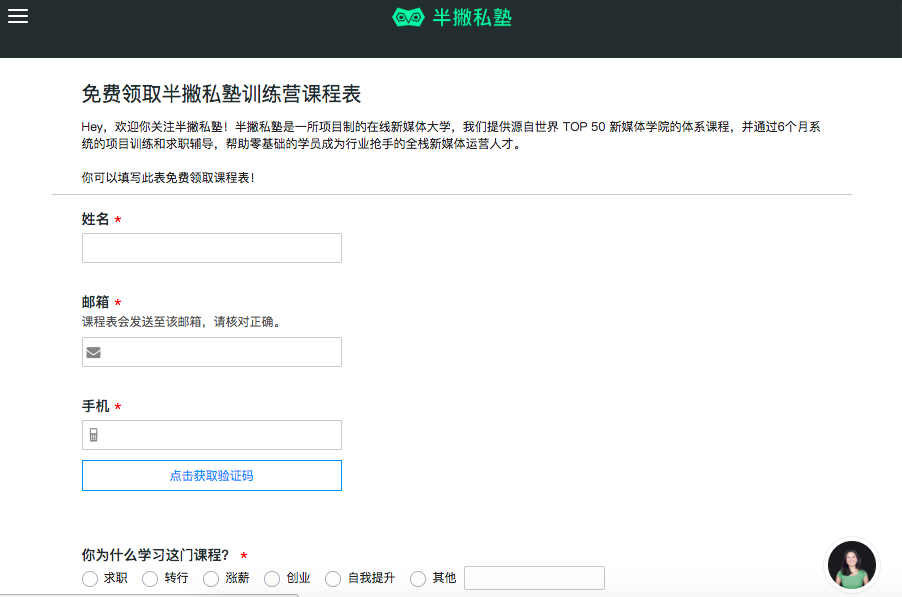 半撇私塾
免费领取半撇私塾训练营课程表
Hey，欢迎你关注半撇私塾！半撇私塾是一所项目制的在线新媒体大学，我们提供源自世界 TOP 50 新媒体学院的体系课程，并通过6个月系
统的项目训练和求职辅导，帮助零基础的学员成为行业抢手的全栈新媒体运营人才。
你可以填写此表免费领取课程表！
姓名 *
邮箱 *
课程表会发送至该邮箱，请核对正确。
手机 *
点击获取验证码
你为什么学习这门课程？ *
求职 转行 涨薪 创业 自我提升 其他